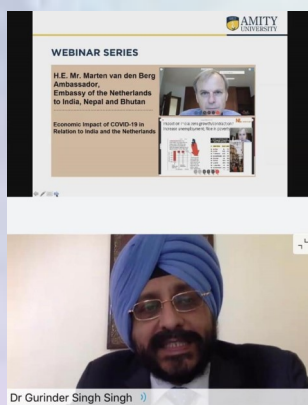 AMITY
UNIVERSITY
WEBINAR SERIES
H.E. Mr. Marten van den Berg
Ambassador,
Embassy of the Netherlands
to India, Nepal and Bhutan
Economic Impact of COVID-19 in
Relation to India and the Netherlands
Dr Gurinder Singh Singh